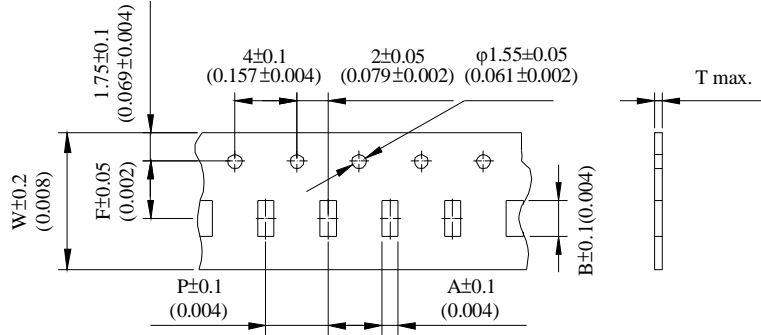 1.75±0.1
(0.069±0.004)
4±0.1
(0.157±0.004)
2±0.05
(0.079±0.002)
φ1.55±0.05
(0.061±0.002)
T max.
W±0.2
(0.008)
F±0.05
(0.002)
B±0.1(0.004)
P±0.1
(0.004)
A±0.1
(0.004)